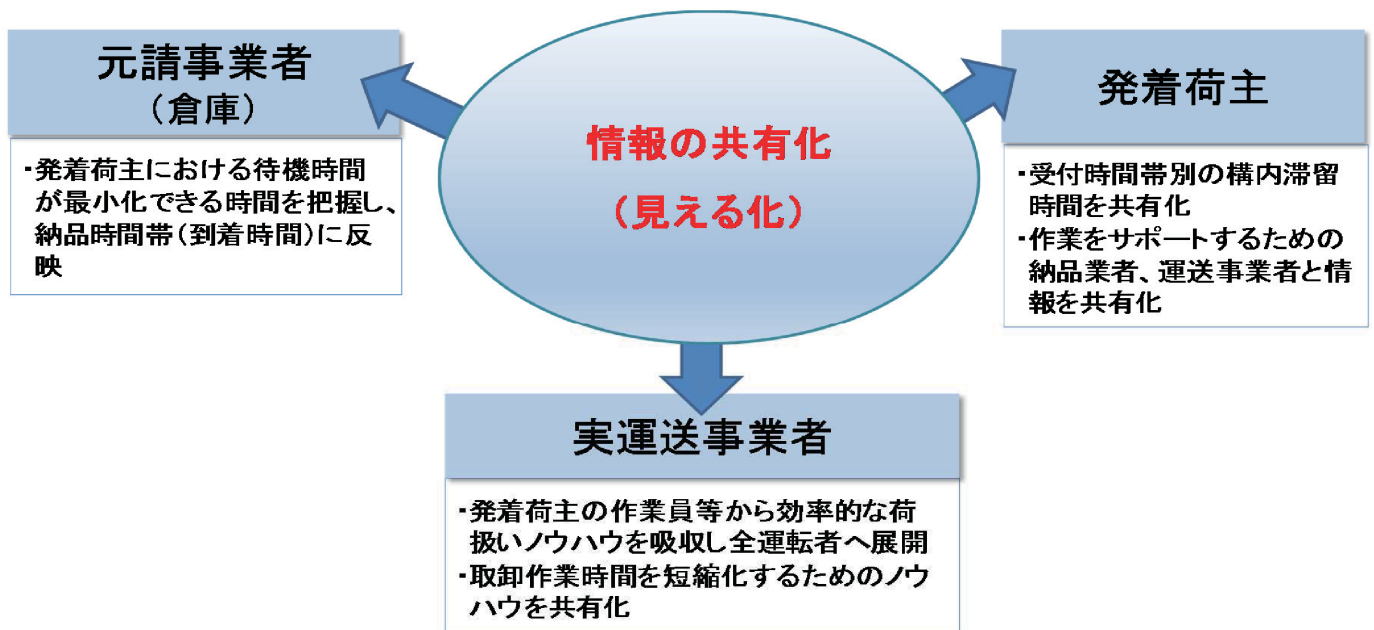 元請事業者
（倉庫）
・発着荷主における待機時間
が最小化できる時間を把握し、
納品時間帯（到着時間）に反
映
情報の共有化
（見える化）
発着荷主
・受付時間帯別の構内滞留
時間を共有化
・作業をサポートするための
納品業者、運送事業者と情
報を共有化
実運送事業者
・発着荷主の作業員等から効率的な荷
扱いノウハウを吸収し全運転者へ展開
・取卸作業時間を短縮化するためのノウ
ハウを共有化